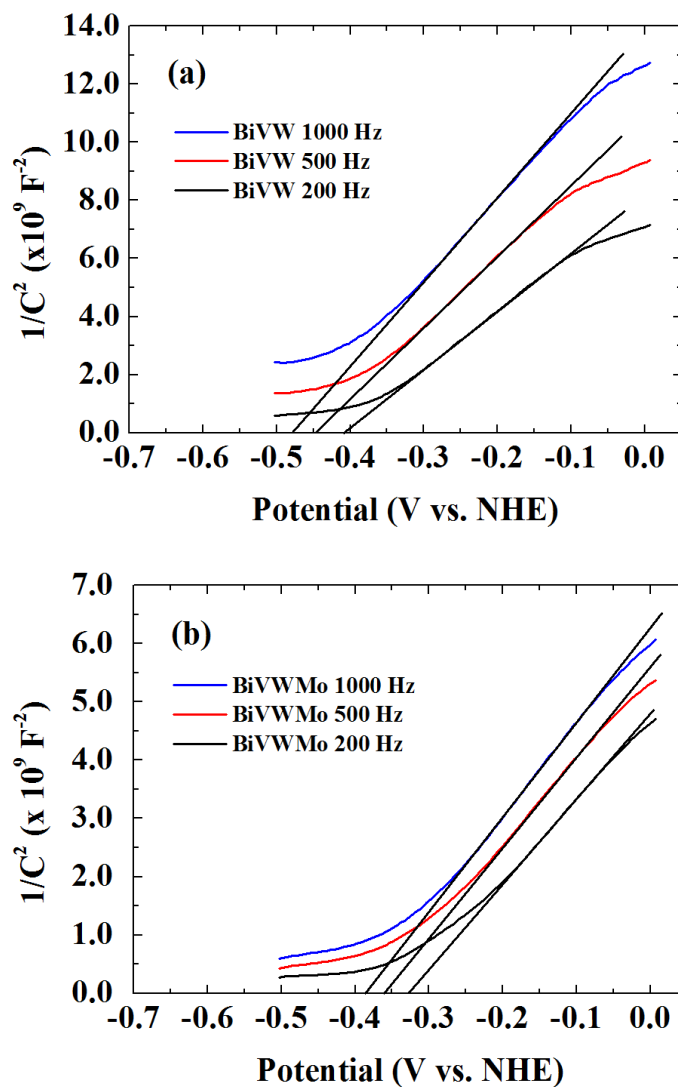 14.0
12.0
10.0
8.0
6.0
4.0
2.0
0.0
1/C² (x10⁹ F⁻²)
(a)
BiVW 1000 Hz
BiVW 500 Hz
BiVW 200 Hz
-0.7 -0.6 -0.5 -0.4 -0.3 -0.2 -0.1 0.0
Potential (V vs. NHE)
7.0
6.0
5.0
4.0
3.0
2.0
1.0
0.0
1/C² (x 10⁹ F⁻²)
(b)
BiVWMo 1000 Hz
BiVWMo 500 Hz
BiVWMo 200 Hz
-0.7 -0.6 -0.5 -0.4 -0.3 -0.2 -0.1 0.0
Potential (V vs. NHE)